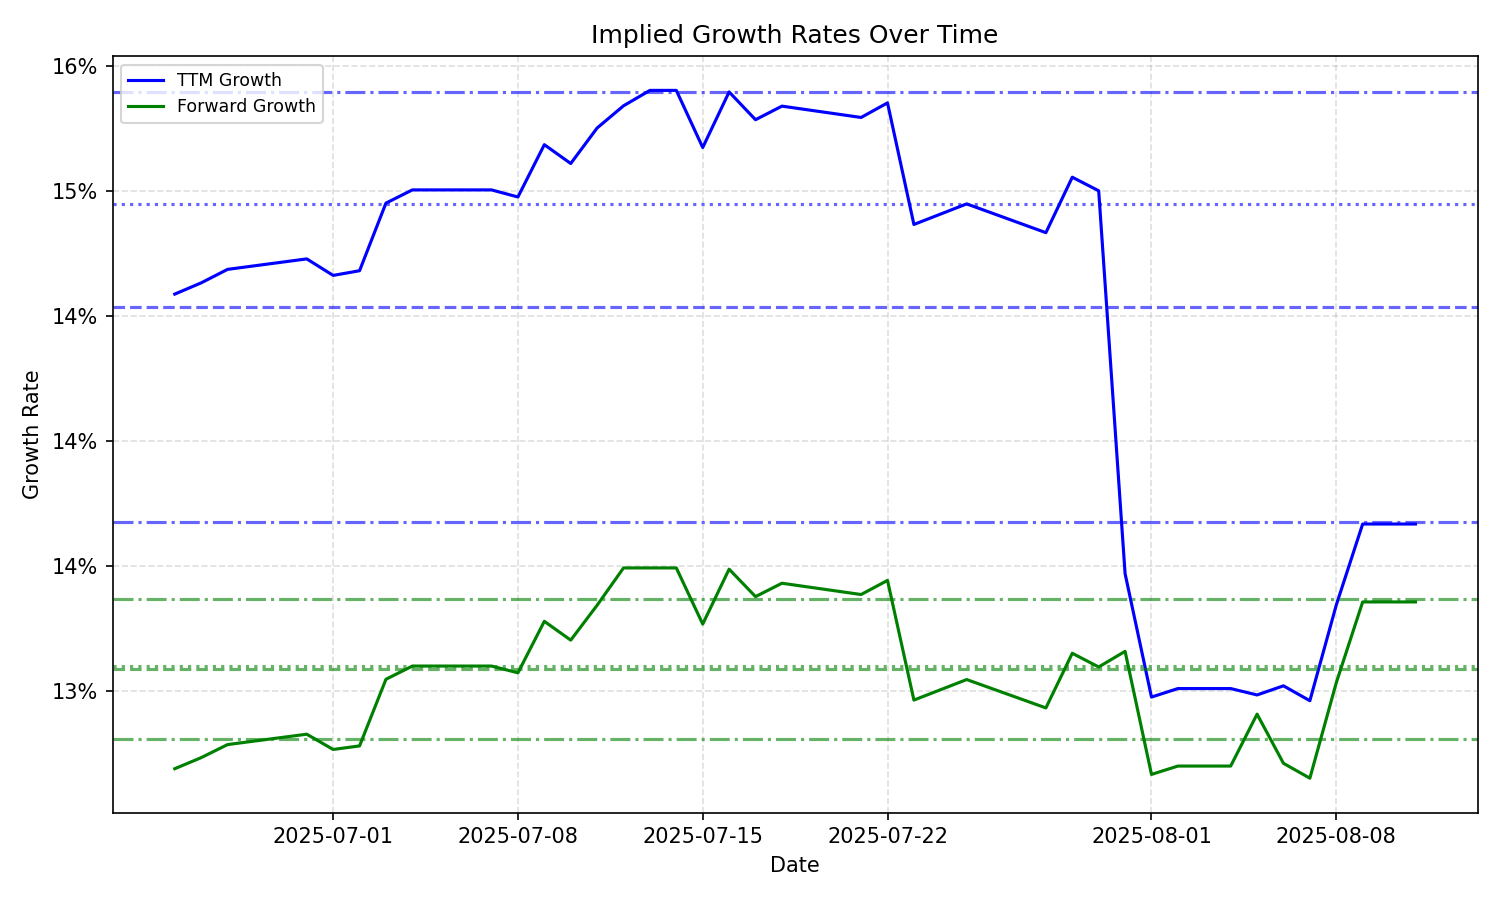 Implied Growth Rates Over Time
TTM Growth
Forward Growth
16%
15%
14%
14%
14%
13%
Growth Rate
2025-07-01
2025-07-08
2025-07-15
2025-07-22
2025-08-01
2025-08-08
Date